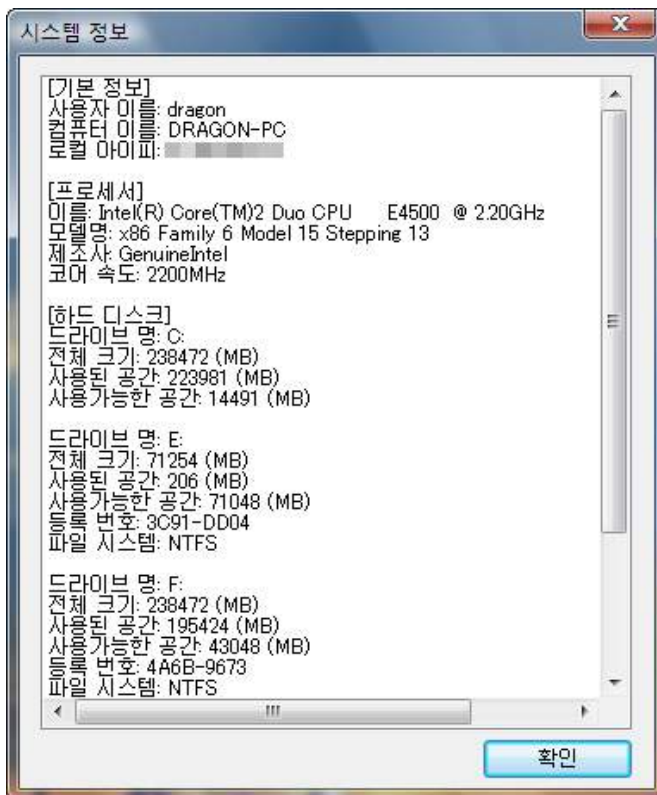 시스템 정보
[기본 정보]
사용자 이름: dragon
컴퓨터 이름: DRAGON-PC
로컬 아이피:
[프로세서]
이름: Intel(R) Core(TM)2 Duo CPU E4500 @ 2.20GHz
모델명: x86 Family 6 Model 15 Stepping 13
제조사: GenuineIntel
코어 속도: 2200MHz
[하드 디스크]
드라이브 명: C:
전체 크기: 238472 (MB)
사용된 공간: 223981 (MB)
사용가능한 공간: 14491 (MB)
드라이브 명: E:
전체 크기: 71254 (MB)
사용된 공간: 206 (MB)
사용가능한 공간: 71048 (MB)
등록 번호: 3C91-DD04
파일 시스템: NTFS
드라이브 명: F:
전체 크기: 238472 (MB)
사용된 공간: 195424 (MB)
사용가능한 공간: 43048 (MB)
등록 번호: 4A6B-9673
파일 시스템: NTFS
확인